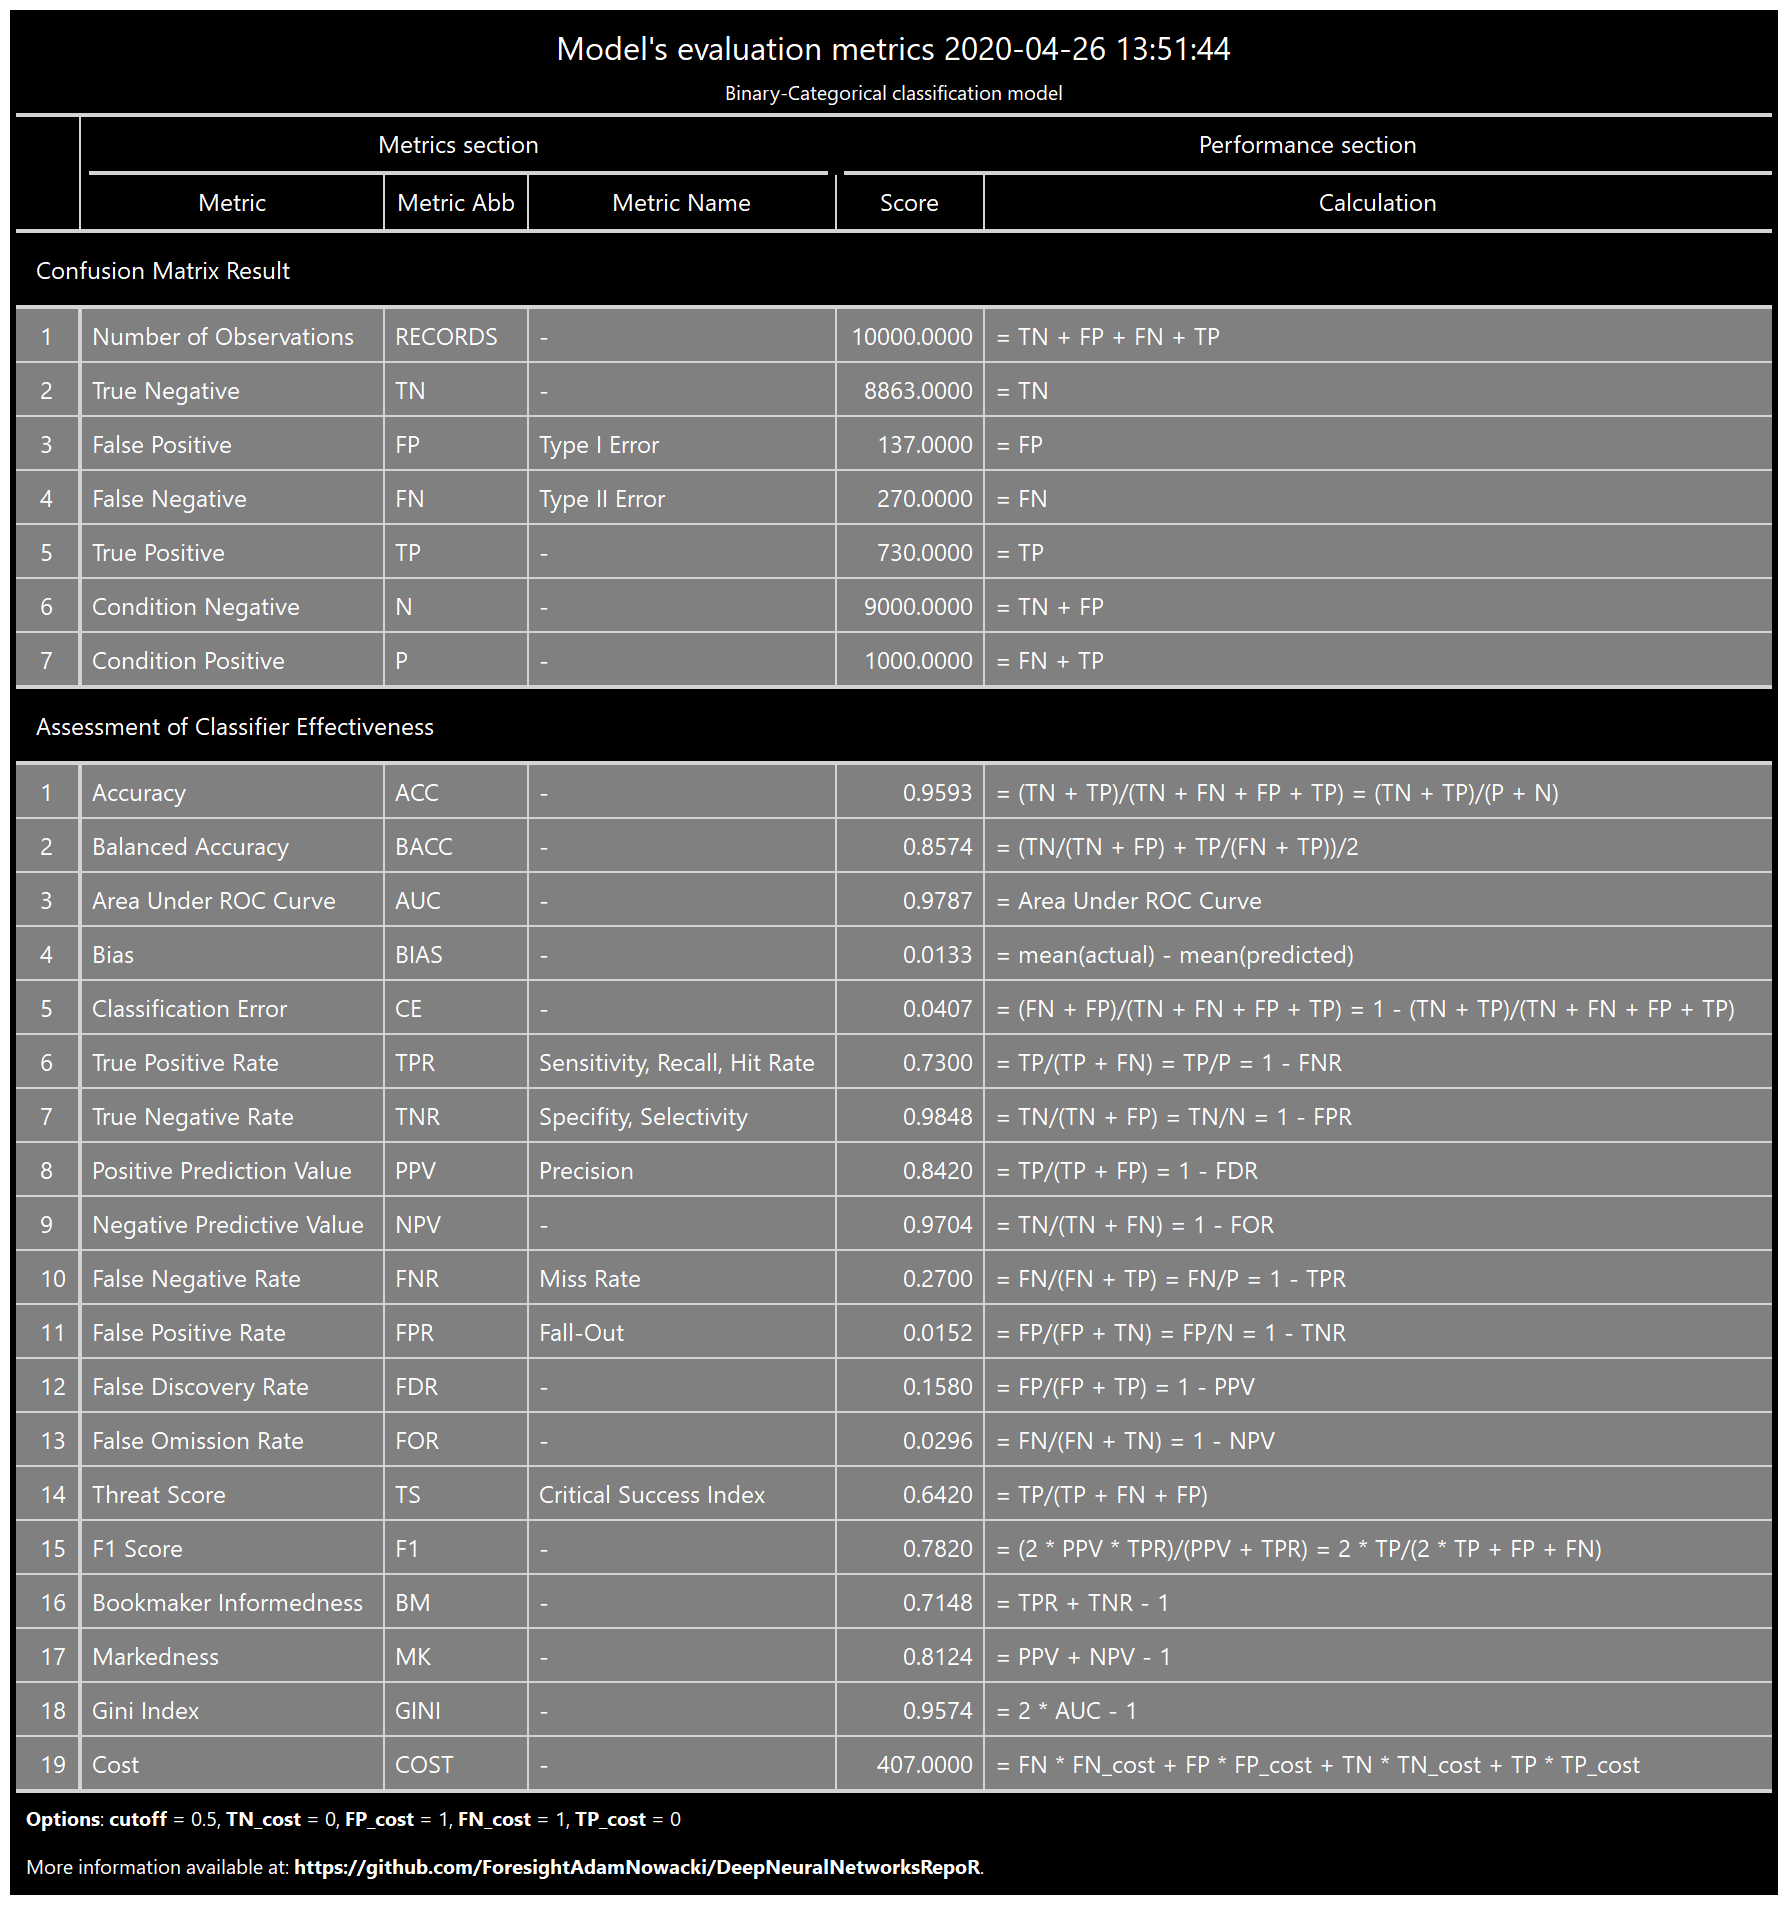 Model's evaluation metrics 2020-04-26 13:51:44
Binary-Categorical classification model
Metrics section Performance section
Metric Metric Abb Metric Name Score Calculation
Confusion Matrix Result
1 Number of Observations RECORDS - 10000.0000 = TN + FP + FN + TP
2 True Negative TN - 8863.0000 = TN
3 False Positive FP Type I Error 137.0000 = FP
4 False Negative FN Type II Error 270.0000 = FN
5 True Positive TP - 730.0000 = TP
6 Condition Negative N - 9000.0000 = TN + FP
7 Condition Positive P - 1000.0000 = FN + TP
Assessment of Classifier Effectiveness
1 Accuracy ACC - 0.9593 = (TN + TP)/(TN + FN + FP + TP) = (TN + TP)/(P + N)
2 Balanced Accuracy BACC - 0.8574 = (TN/(TN + FP) + TP/(FN + TP))/2
3 Area Under ROC Curve AUC - 0.9787 = Area Under ROC Curve
4 Bias BIAS - 0.0133 = mean(actual) - mean(predicted)
5 Classification Error CE - 0.0407 = (FN + FP)/(TN + FN + FP + TP) = 1 - (TN + TP)/(TN + FN + FP + TP)
6 True Positive Rate TPR Sensitivity, Recall, Hit Rate 0.7300 = TP/(TP + FN) = TP/P = 1 - FNR
7 True Negative Rate TNR Specifity, Selectivity 0.9848 = TN/(TN + FP) = TN/N = 1 - FPR
8 Positive Prediction Value PPV Precision 0.8420 = TP/(TP + FP) = 1 - FDR
9 Negative Predictive Value NPV - 0.9704 = TN/(TN + FN) = 1 - FOR
10 False Negative Rate FNR Miss Rate 0.2700 = FN/(FN + TP) = FN/P = 1 - TPR
11 False Positive Rate FPR Fall-Out 0.0152 = FP/(FP + TN) = FP/N = 1 - TNR
12 False Discovery Rate FDR - 0.1580 = FP/(FP + TP) = 1 - PPV
13 False Omission Rate FOR - 0.0296 = FN/(FN + TN) = 1 - NPV
14 Threat Score TS Critical Success Index 0.6420 = TP/(TP + FN + FP)
15 F1 Score F1 - 0.7820 = (2 * PPV * TPR)/(PPV + TPR) = 2 * TP/(2 * TP + FP + FN)
16 Bookmaker Informedness BM - 0.7148 = TPR + TNR - 1
17 Markedness MK - 0.8124 = PPV + NPV - 1
18 Gini Index GINI - 0.9574 = 2 * AUC - 1
19 Cost COST - 407.0000 = FN * FN_cost + FP * FP_cost + TN * TN_cost + TP * TP_cost
Options: cutoff = 0.5, TN_cost = 0, FP_cost = 1, FN_cost = 1, TP_cost = 0
More information available at: https://github.com/ForesightAdamNowacki/DeepNeuralNetworksRepoR.